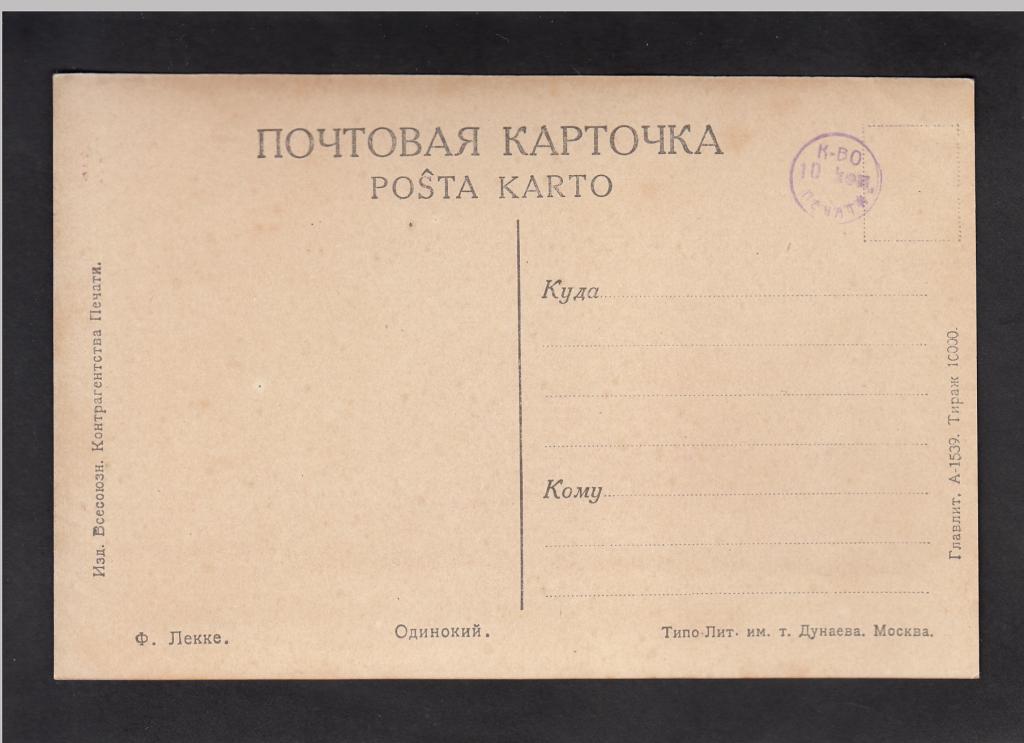 ПОЧТОВАЯ КАРТОЧКА
POŜTA KARTO
К-ВО
10 коп.
ПЕЧАТИ
Куда
Кому
Изд. Всесоюзн. Контрагентства Печати.
Главлит. А-1539. Тираж 10000.
Ф. Лекке.
Одинокий.
Типо-Лит. им. т. Дунаева. Москва.